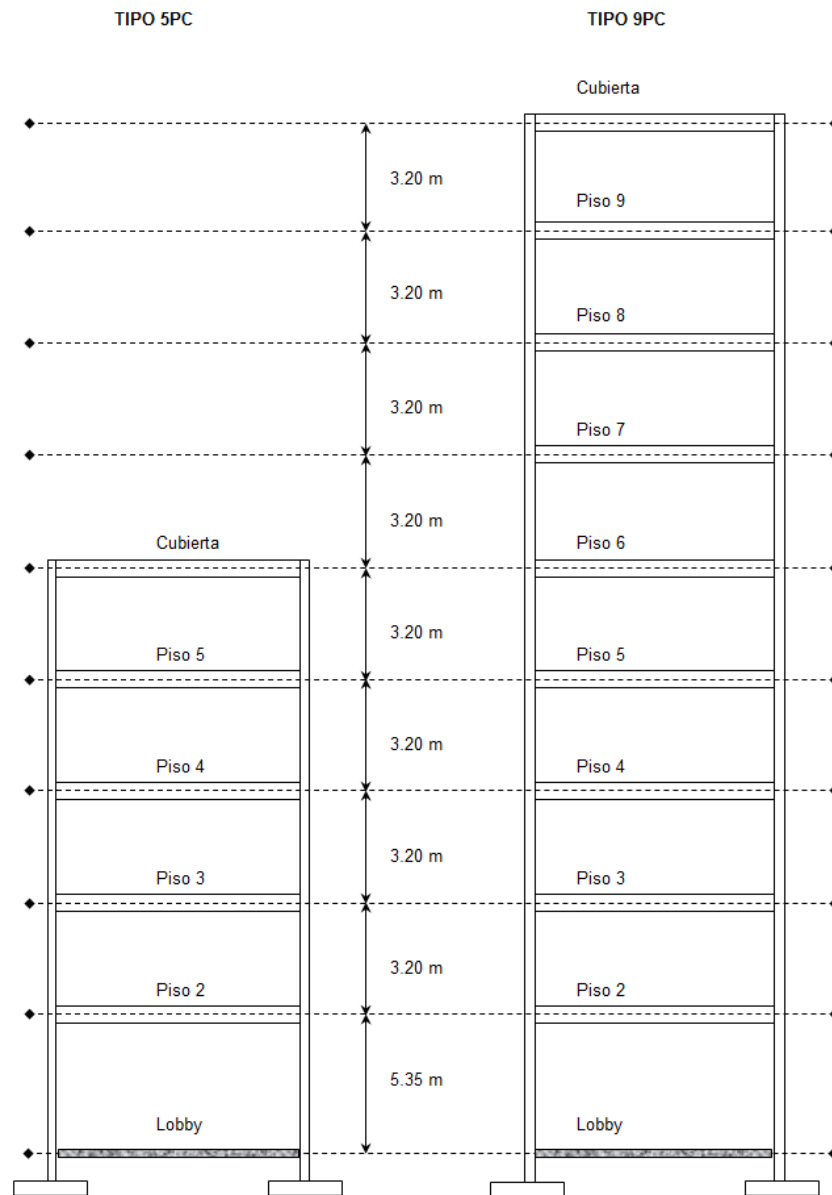 TIPO 5PC
TIPO 9PC
Cubierta
3.20 m
Piso 9
3.20 m
Piso 8
3.20 m
Piso 7
3.20 m
Cubierta
Piso 6
3.20 m
Piso 5
Piso 5
3.20 m
Piso 4
Piso 4
3.20 m
Piso 3
Piso 3
3.20 m
Piso 2
Piso 2
5.35 m
Lobby
Lobby